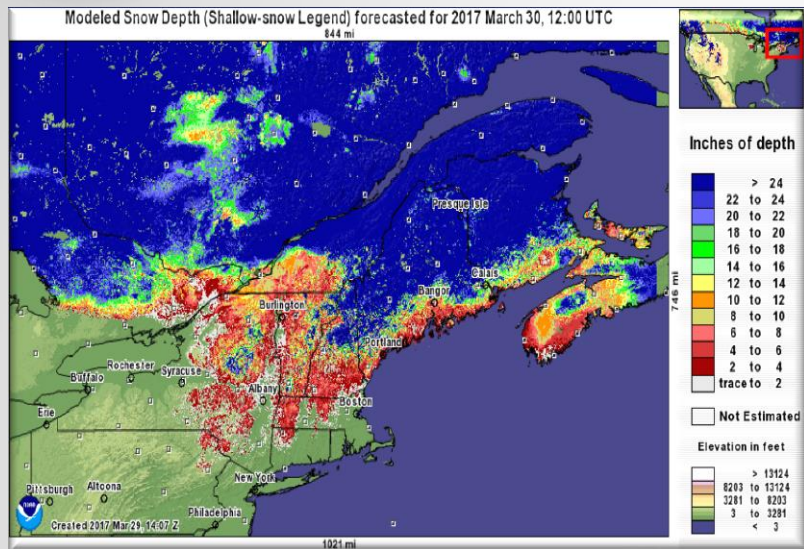 Modeled Snow Depth (Shallow-snow Legend) forecasted for 2017 March 30, 12:00 UTC
844 mi
Presque Isle
Calais
Bangor
Burlington
Portland
Rochester
Syracuse
Buffalo
Albany
Boston
Erie
New York
Pittsburgh
Altoona
Philadelphia
noaa
Created 2017 Mar 29, 14:07 Z
1021 mi
746 mi
Inches of depth
> 24
22 to 24
20 to 22
18 to 20
16 to 18
14 to 16
12 to 14
10 to 12
8 to 10
6 to 8
4 to 6
2 to 4
trace to 2
Not Estimated
Elevation in feet
> 13124
8203 to 13124
3281 to 8203
3 to 3281
< 3